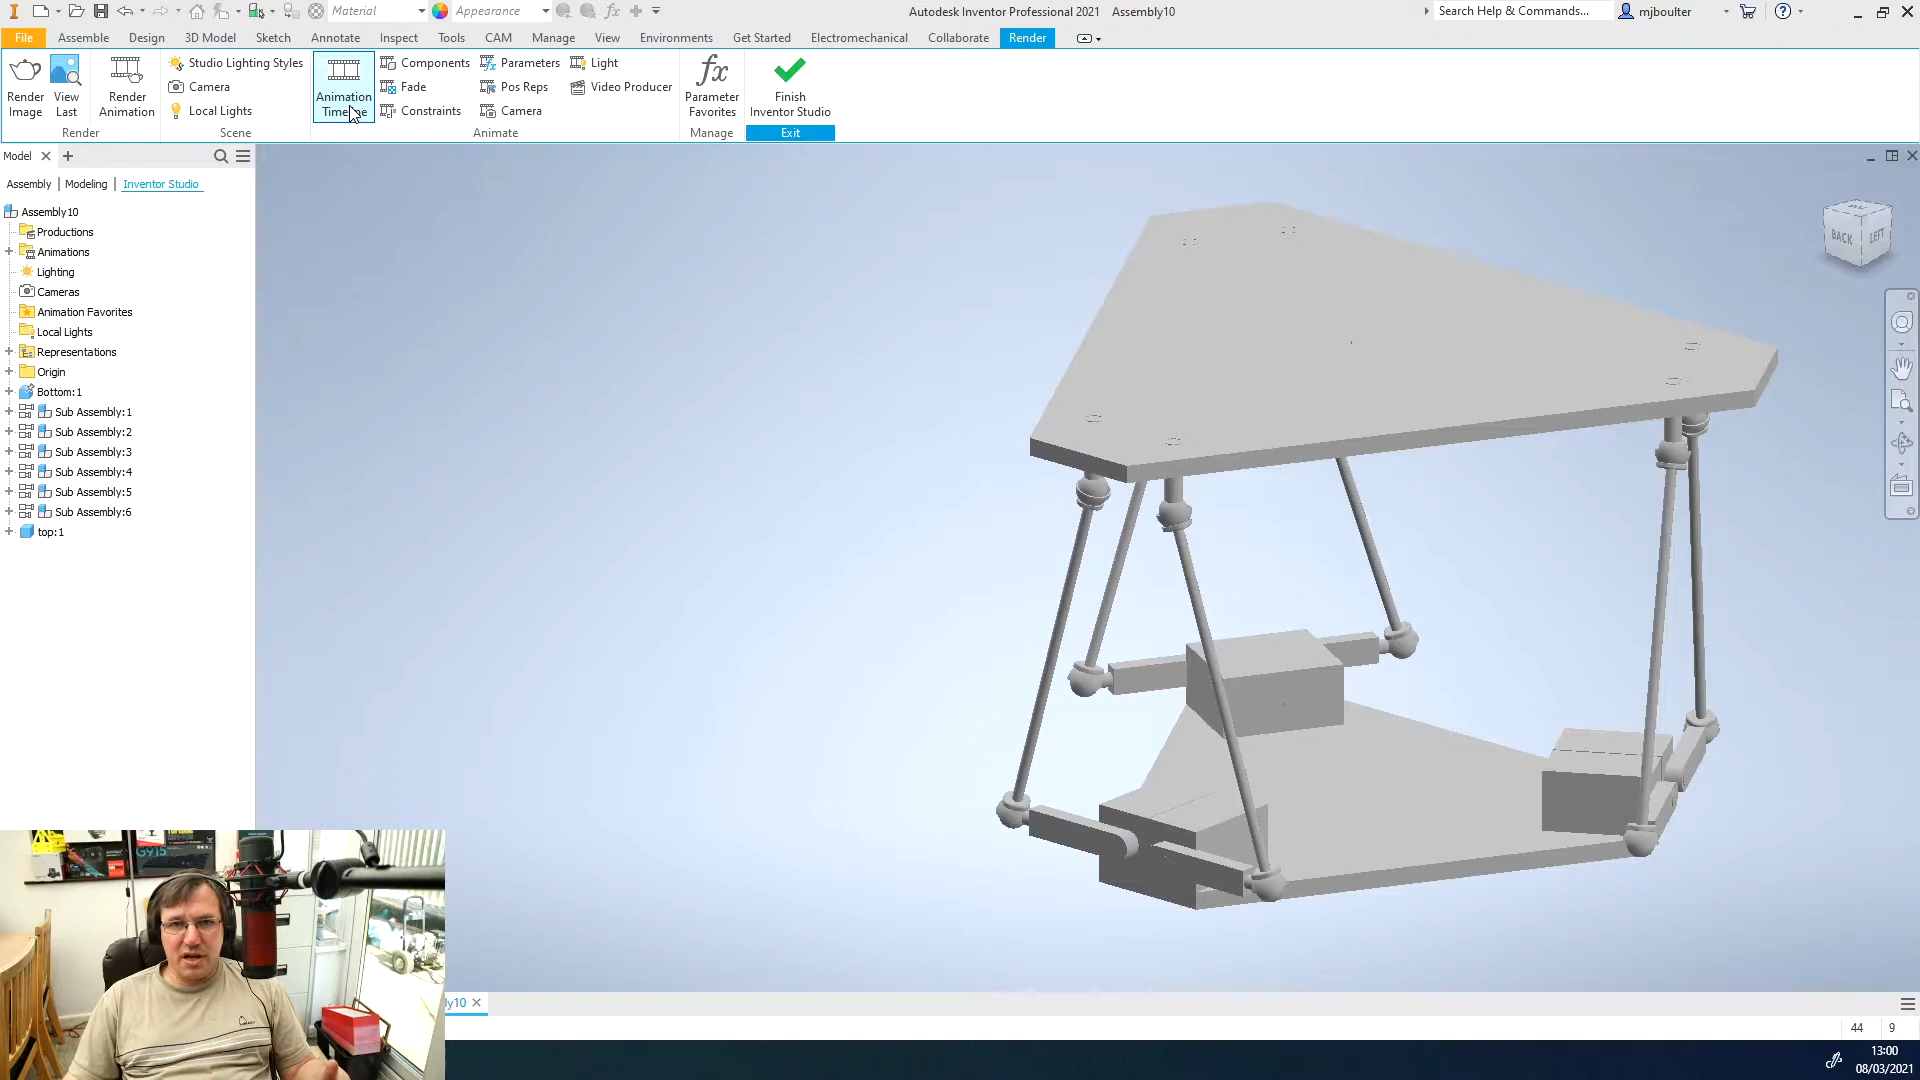 Material
Appearance
fx
Autodesk Inventor Professional 2021 Assembly10
Search Help & Commands...
mjboulter
File Assemble Design 3D Model Sketch Annotate Inspect Tools CAM Manage View Environments Get Started Electromechanical Collaborate Render
Render Image
View Last
Render Animation
Studio Lighting Styles
Camera
Local Lights
Animation
Components
Fade
Constraints
Parameters
Pos Reps
Camera
Light
Video Producer
fx
Parameter Favorites
Finish Inventor Studio
Render Scene Animate Manage Exit
Model
Assembly | Modeling | Inventor Studio
Assembly10
Productions
Animations
Lighting
Cameras
Animation Favorites
Local Lights
Representations
Origin
Bottom:1
Sub Assembly:1
Sub Assembly:2
Sub Assembly:3
Sub Assembly:4
Sub Assembly:5
Sub Assembly:6
top:1
BACK LEFT
G915
ly10
44 9
13:00
08/03/2021